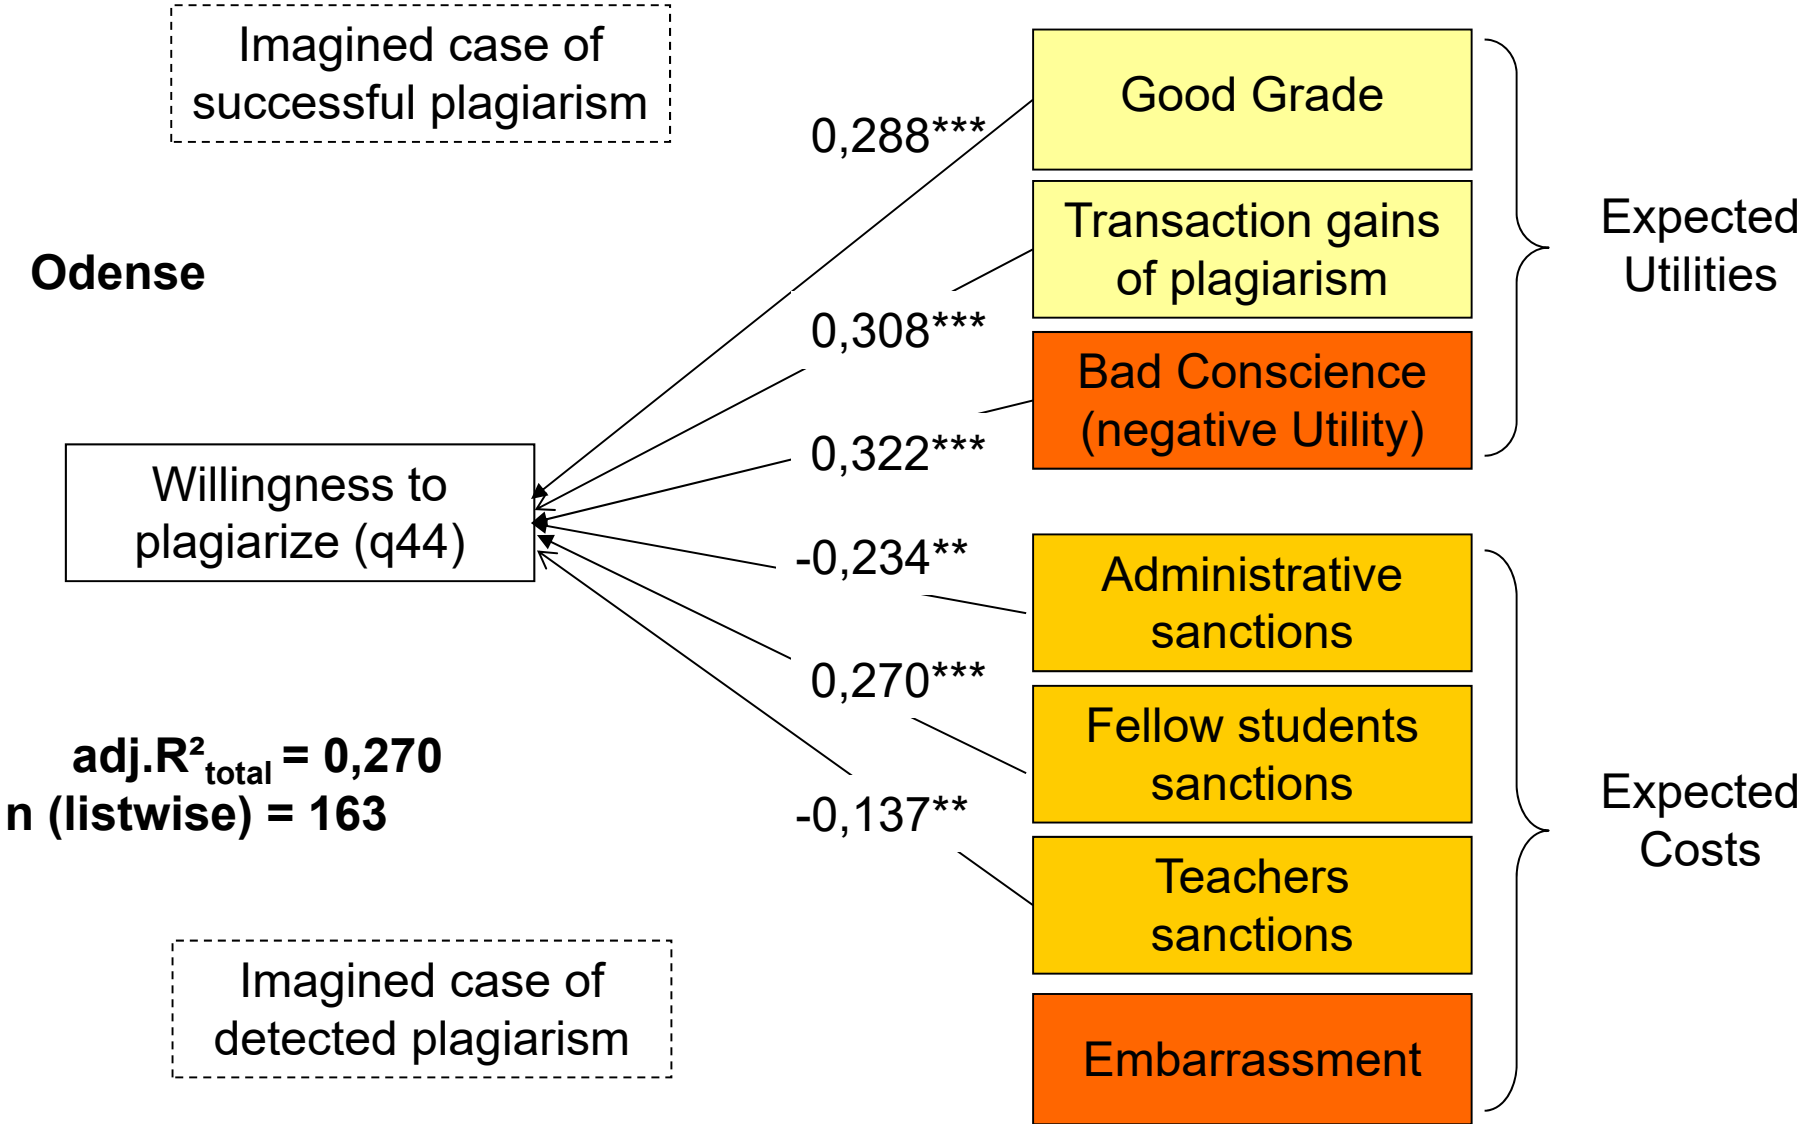 Imagined case of
successful plagiarism
Good Grade
0,288***
Transaction gains
of plagiarism
Expected
Utilities
Odense
0,308***
Bad Conscience
(negative Utility)
0,322***
Willingness to
plagiarize (q44)
-0,234**
Administrative
sanctions
0,270***
Fellow students
sanctions
adj.R²total = 0,270
n (listwise) = 163
-0,137**
Expected
Costs
Teachers
sanctions
Imagined case of
detected plagiarism
Embarrassment